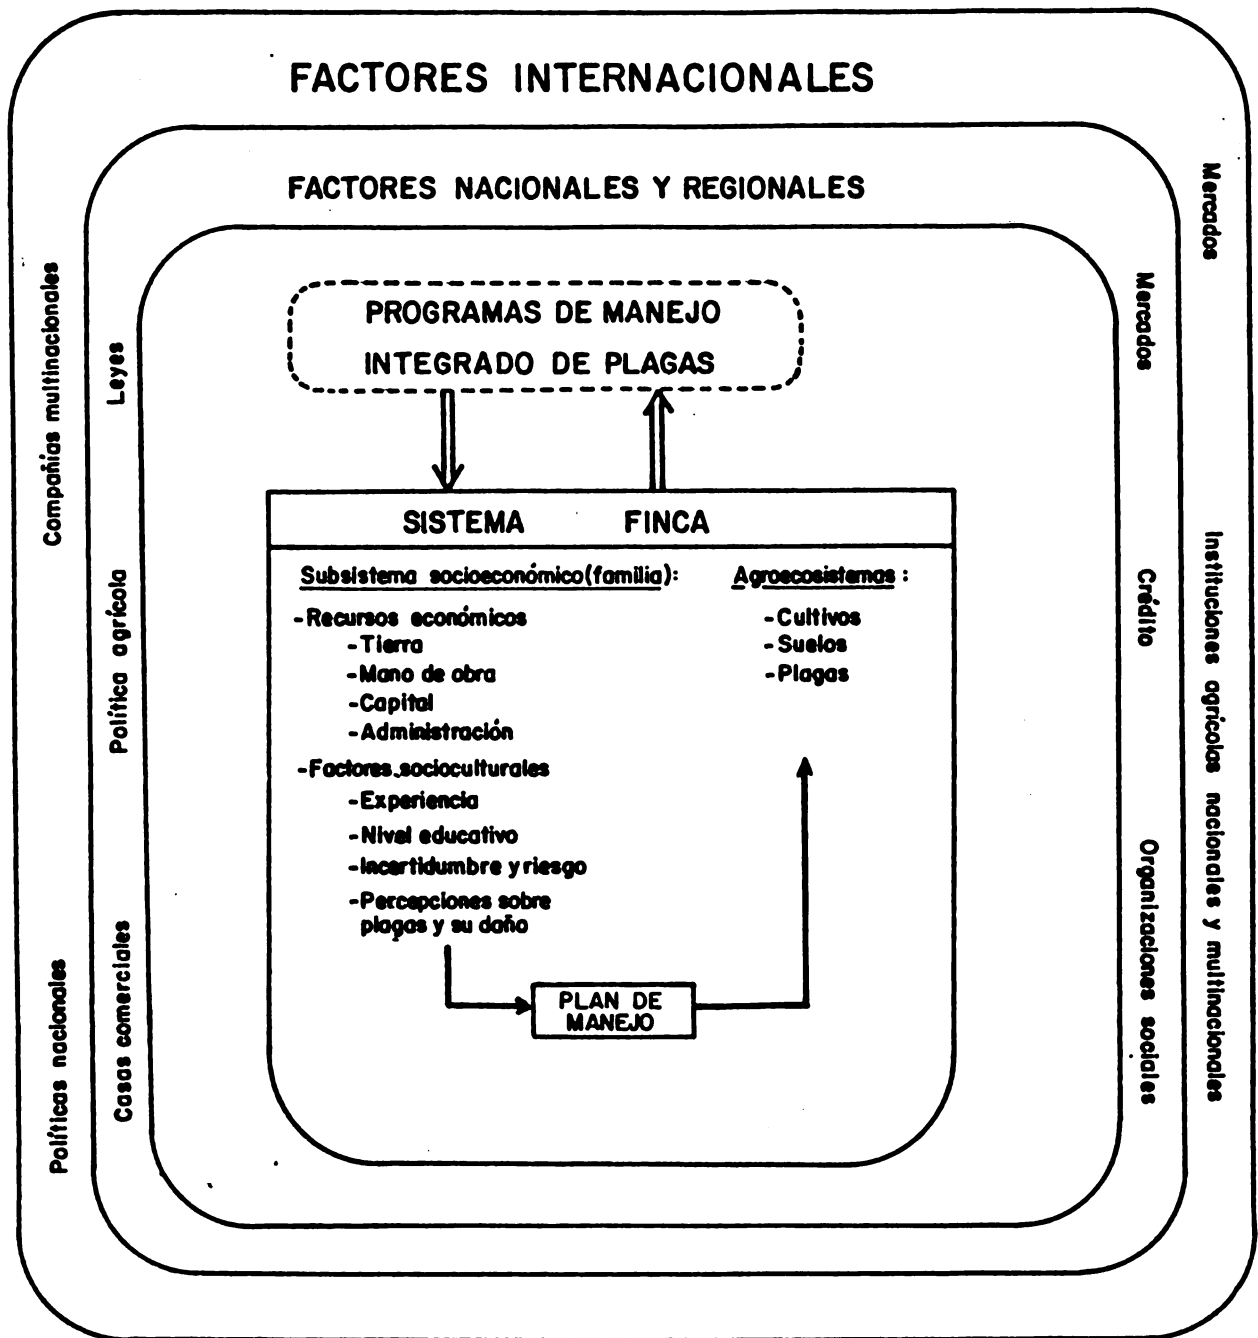 FACTORES INTERNACIONALES
FACTORES NACIONALES Y REGIONALES
Compañías multinacionales
Políticas nacionales
Leyes
Política agrícola
Casas comerciales
PROGRAMAS DE MANEJO
INTEGRADO DE PLAGAS
SISTEMA FINCA
Subsistema socioeconómico(familia):
-Recursos económicos
-Tierra
-Mano de obra
-Capital
-Administración
-Factores socioculturales
-Experiencia
-Nivel educativo
-Incertidumbre y riesgo
-Percepciones sobre
plagas y su daño
Agroecosistemas :
-Cultivos
-Suelos
-Plagas
PLAN DE
MANEJO
Mercados
Crédito
Organizaciones sociales
Mercados
Instituciones agrícolas nacionales y multinacionales